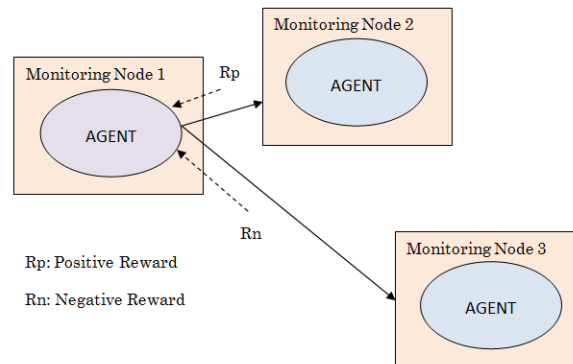 Monitoring Node 1
AGENT
Rp
Monitoring Node 2
AGENT
Rn
Monitoring Node 3
AGENT
Rp: Positive Reward
Rn: Negative Reward